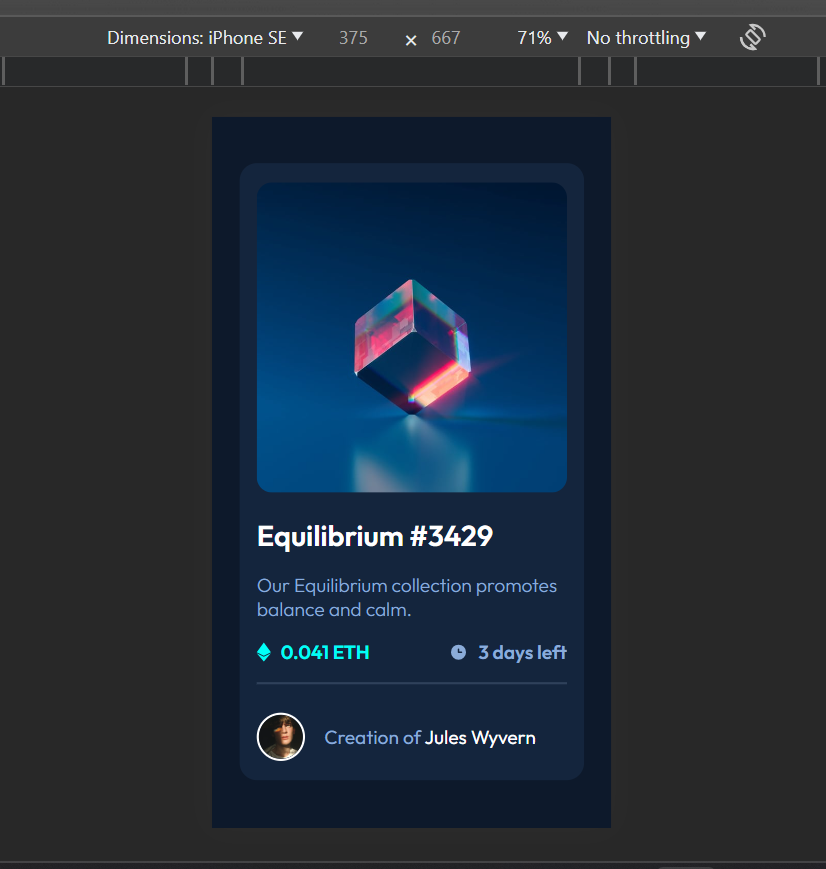 Dimensions: iPhone SE 375 × 667 71% No throttling
Equilibrium #3429
Our Equilibrium collection promotes
balance and calm.
0.041 ETH 3 days left
Creation of Jules Wyvern